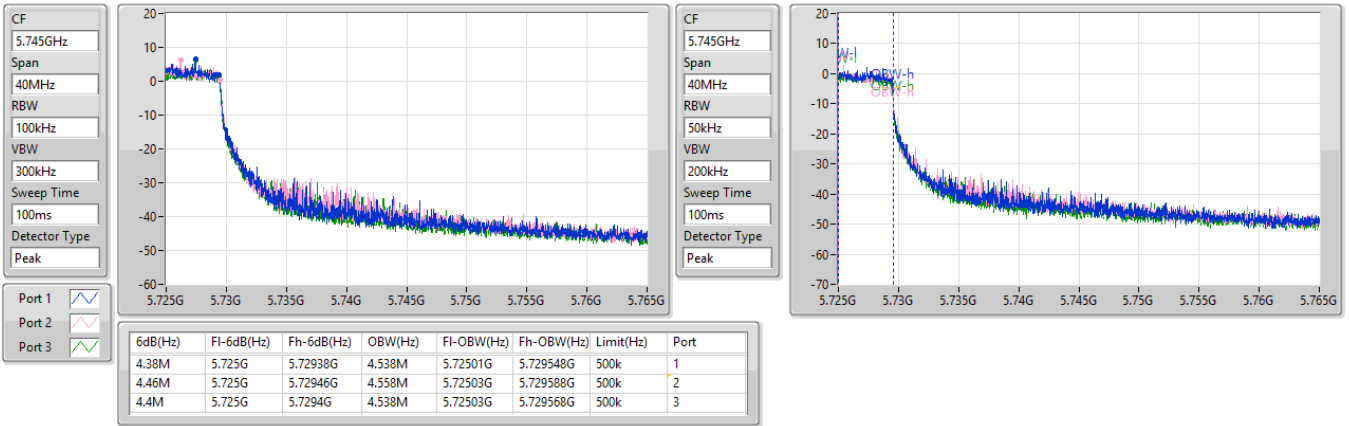 CF
5.745GHz
Span
40MHz
RBW
100kHz
VBW
300kHz
Sweep Time
100ms
Detector Type
Peak
20
10
0
-10
-20
-30
-40
-50
-60
5.725G 5.73G 5.735G 5.74G 5.745G 5.75G 5.755G 5.76G 5.765G
CF
5.745GHz
Span
40MHz
RBW
50kHz
VBW
200kHz
Sweep Time
100ms
Detector Type
Peak
20
10
0
-10
-20
-30
-40
-50
-60
-70
W-l
OBW-h
OBW-h
OBW-h
5.725G 5.73G 5.735G 5.74G 5.745G 5.75G 5.755G 5.76G 5.765G
Port 1
Port 2
Port 3
6dB(Hz) Fl-6dB(Hz) Fh-6dB(Hz) OBW(Hz) Fl-OBW(Hz) Fh-OBW(Hz) Limit(Hz) Port
4.38M 5.725G 5.72938G 4.538M 5.72501G 5.729548G 500k 1
4.46M 5.725G 5.72946G 4.558M 5.72503G 5.729588G 500k 2
4.4M 5.725G 5.7294G 4.538M 5.72503G 5.729568G 500k 3